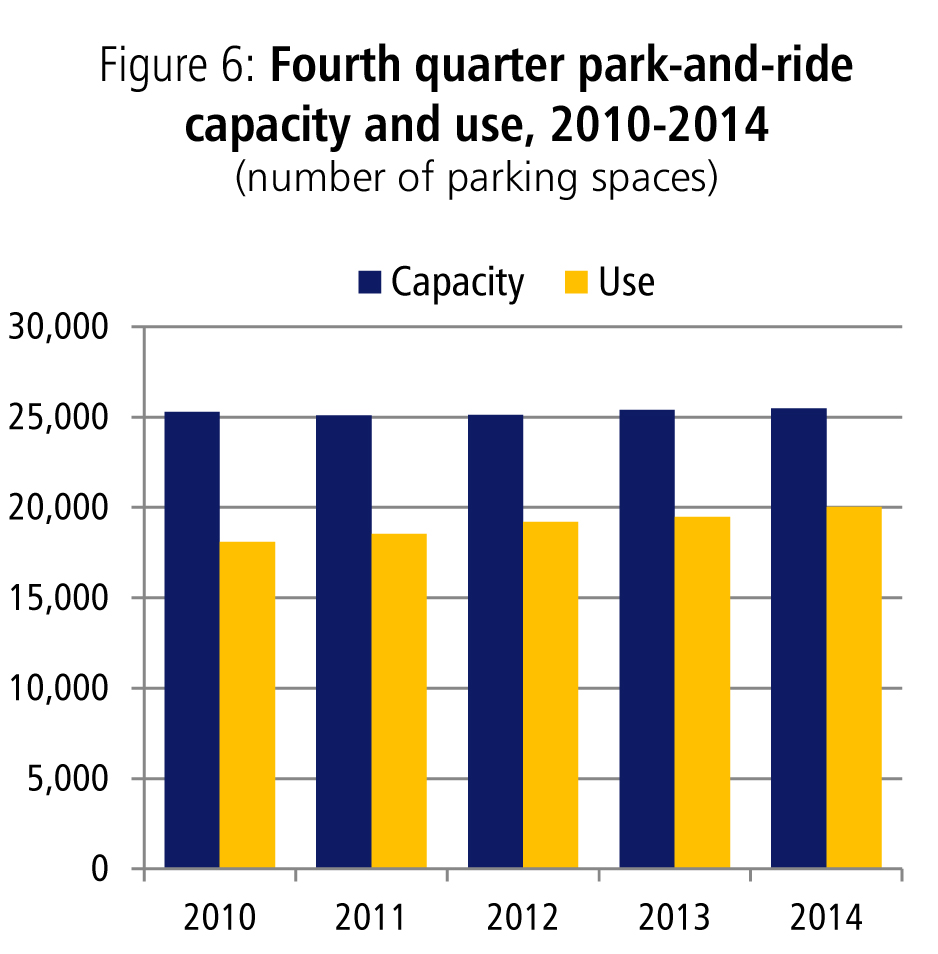 Figure 6: Fourth quarter park-and-ride
capacity and use, 2010-2014
(number of parking spaces)
Capacity Use
30,000
25,000
20,000
15,000
10,000
5,000
0
2010 2011 2012 2013 2014